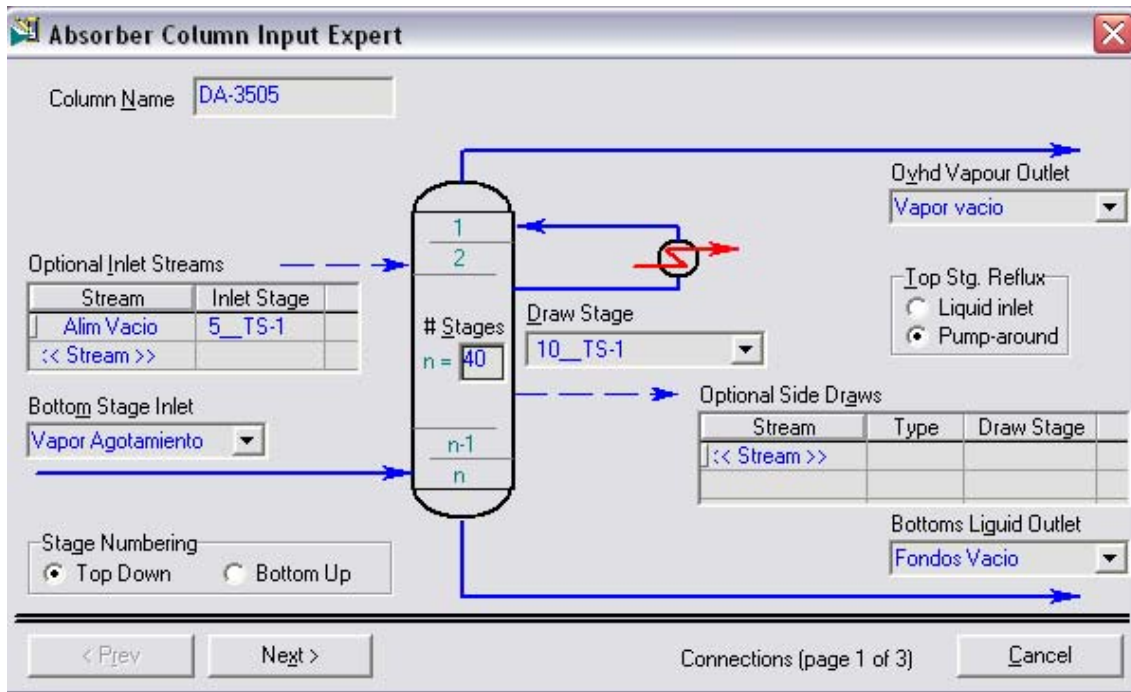 Absorber Column Input Expert
Column Name DA-3505
Ovhd Vapour Outlet
Vapor vacio
1
2
Optional Inlet Streams
Stream Inlet Stage
Alim Vacio 5__TS-1
<< Stream >>
# Stages
n = 40
Draw Stage
10__TS-1
Top Stg. Reflux
Liquid inlet
Pump-around
Bottom Stage Inlet
Vapor Agotamiento
Optional Side Draws
Stream Type Draw Stage
<< Stream >>
n-1
n
Stage Numbering
Top Down Bottom Up
Bottoms Liquid Outlet
Fondos Vacio
< Prev Next > Connections (page 1 of 3) Cancel